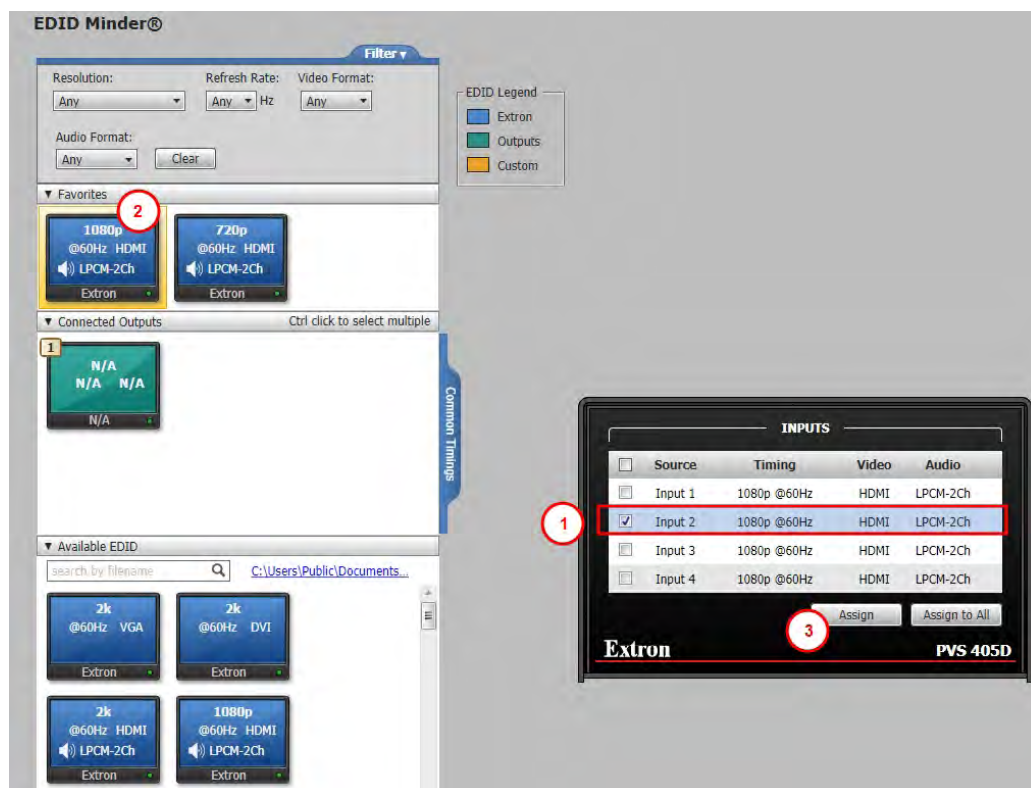 EDID Minder®
Filter ▾
Resolution: Refresh Rate: Video Format:
Any Any Hz Any
Audio Format:
Any Clear
EDID Legend
Extron
Outputs
Custom
▼ Favorites
2
1080p
@60Hz HDMI
LPCM-2Ch
Extron
720p
@60Hz HDMI
LPCM-2Ch
Extron
▼ Connected Outputs Ctrl click to select multiple
1
N/A
N/A N/A
N/A
Common Timings
▼ Available EDID
search by filename C:\Users\Public\Documents...
2k
@60Hz VGA
Extron
2k
@60Hz DVI
Extron
2k
@60Hz HDMI
LPCM-2Ch
Extron
1080p
@60Hz HDMI
LPCM-2Ch
Extron
INPUTS
Source Timing Video Audio
Input 1 1080p @60Hz HDMI LPCM-2Ch
1
Input 2 1080p @60Hz HDMI LPCM-2Ch
Input 3 1080p @60Hz HDMI LPCM-2Ch
Input 4 1080p @60Hz HDMI LPCM-2Ch
3
Assign Assign to All
Extron PVS 405D